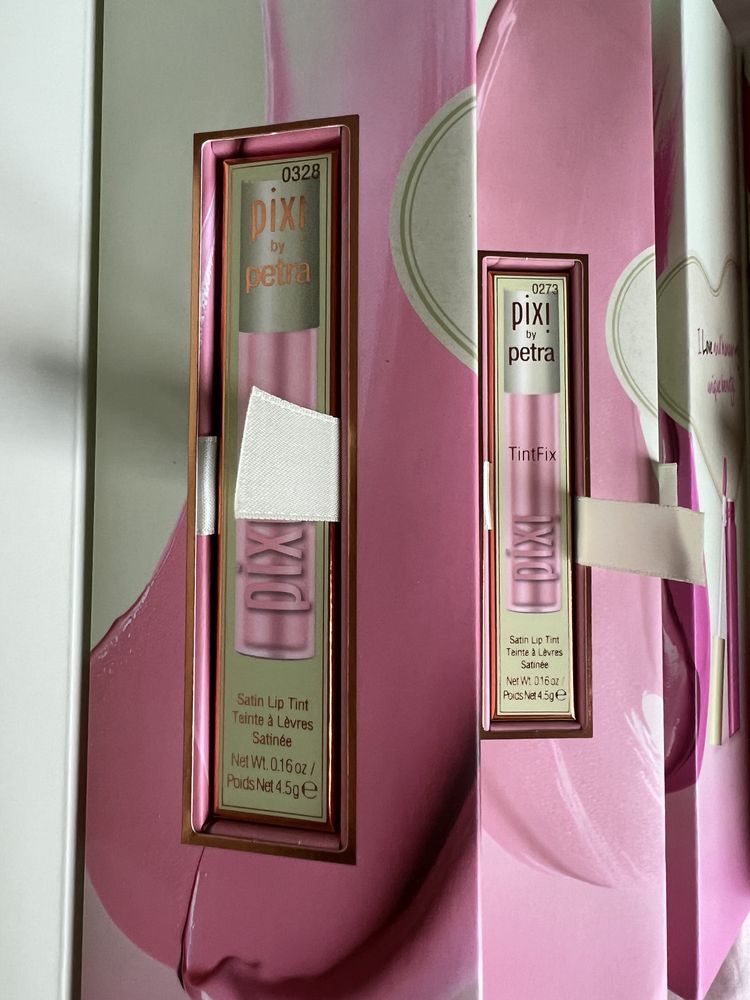 0328
pixi
by
petra
pixi
Satin Lip Tint
Teinte à Lèvres
Satinée
Net Wt. 0.16 oz /
Poids Net 4.5g e
0273
pixi
by
petra
TintFix
pixi
Satin Lip Tint
Teinte à Lèvres
Satinée
Net Wt. 0.16 oz /
Poids Net 4.5g e
I Love